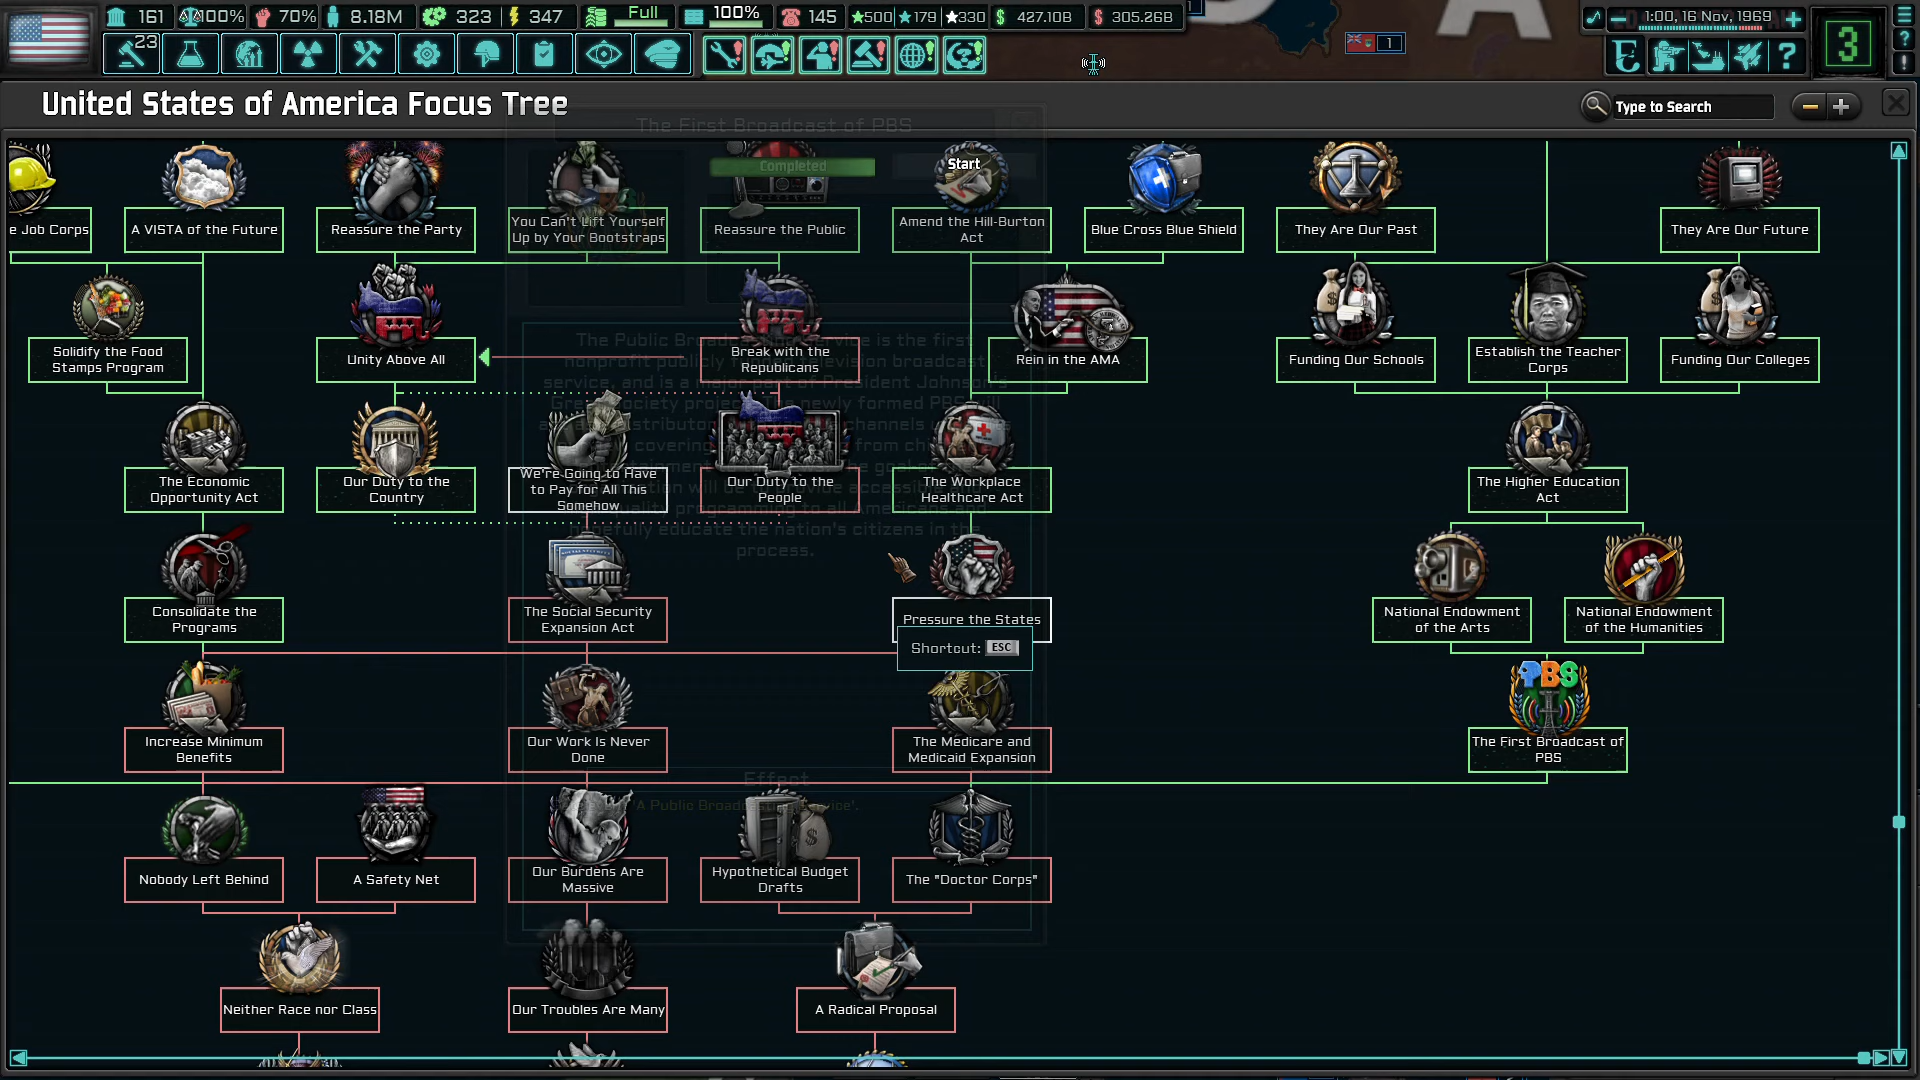 161 100% 70% 8.18M 323 347 Full 100% 145 500 179 330 $ 427.10B $ 305.26B
1:00, 16 Nov, 1969
23
1
3
United States of America Focus Tree
Type to Search
The First Broadcast of PBS
Completed
Start
e Job Corps
A VISTA of the Future
Reassure the Party
You Can't Lift Yourself
Up by Your Bootstraps
Reassure the Public
Amend the Hill-Burton
Act
Blue Cross Blue Shield
They Are Our Past
They Are Our Future
Solidify the Food
Stamps Program
Unity Above All
Break with the
Republicans
Rein in the AMA
Funding Our Schools
Establish the Teacher
Corps
Funding Our Colleges
The Economic
Opportunity Act
Our Duty to the
Country
We're Going to Have
to Pay for All This
Somehow
Our Duty to the
People
The Workplace
Healthcare Act
The Higher Education
Act
Consolidate the
Programs
The Social Security
Expansion Act
Pressure the States
Shortcut: ESC
National Endowment
of the Arts
National Endowment
of the Humanities
Increase Minimum
Benefits
Our Work Is Never
Done
The Medicare and
Medicaid Expansion
PBS
The First Broadcast of
PBS
Effect
'A Public Broadcasting Service'.
Nobody Left Behind
A Safety Net
Our Burdens Are
Massive
Hypothetical Budget
Drafts
The "Doctor Corps"
Neither Race nor Class
Our Troubles Are Many
A Radical Proposal